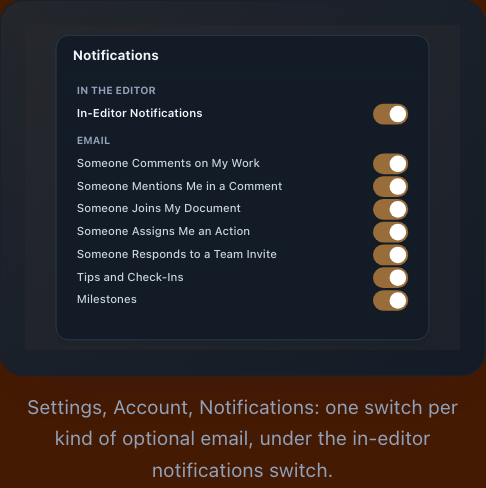 Notifications
IN THE EDITOR
In-Editor Notifications
EMAIL
Someone Comments on My Work
Someone Mentions Me in a Comment
Someone Joins My Document
Someone Assigns Me an Action
Someone Responds to a Team Invite
Tips and Check-Ins
Milestones
Settings, Account, Notifications: one switch per
kind of optional email, under the in-editor
notifications switch.